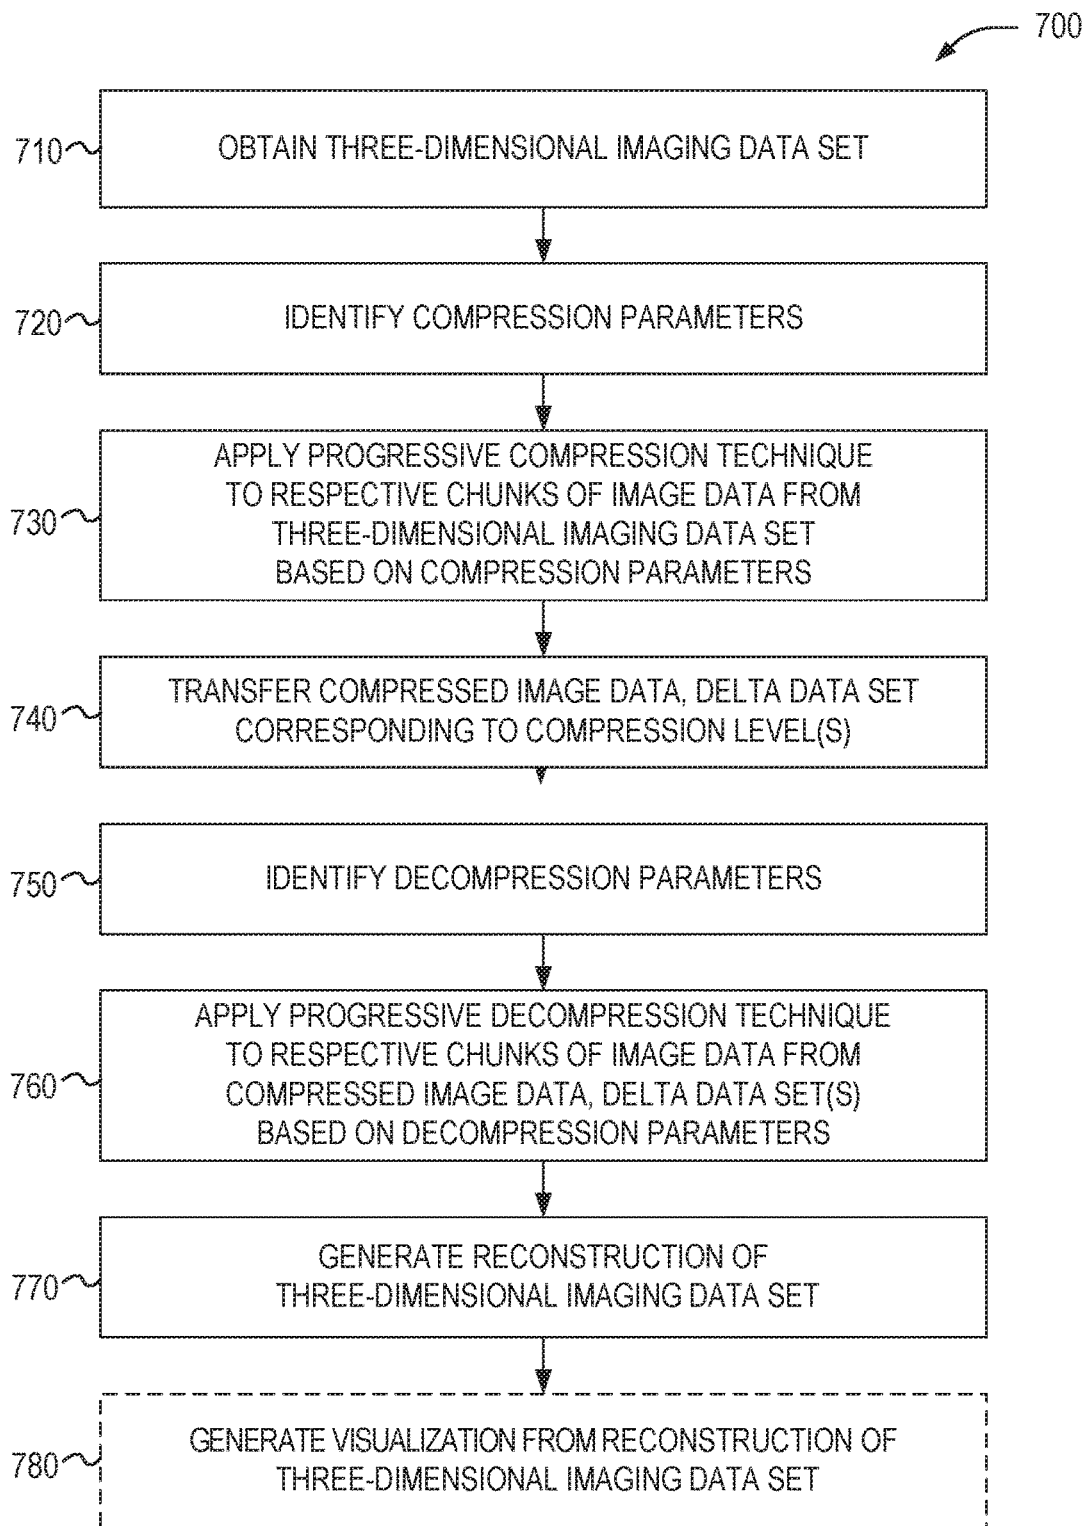 700
710
OBTAIN THREE-DIMENSIONAL IMAGING DATA SET
720
IDENTIFY COMPRESSION PARAMETERS
730
APPLY PROGRESSIVE COMPRESSION TECHNIQUE
TO RESPECTIVE CHUNKS OF IMAGE DATA FROM
THREE-DIMENSIONAL IMAGING DATA SET
BASED ON COMPRESSION PARAMETERS
740
TRANSFER COMPRESSED IMAGE DATA, DELTA DATA SET
CORRESPONDING TO COMPRESSION LEVEL(S)
750
IDENTIFY DECOMPRESSION PARAMETERS
760
APPLY PROGRESSIVE DECOMPRESSION TECHNIQUE
TO RESPECTIVE CHUNKS OF IMAGE DATA FROM
COMPRESSED IMAGE DATA, DELTA DATA SET(S)
BASED ON DECOMPRESSION PARAMETERS
770
GENERATE RECONSTRUCTION OF
THREE-DIMENSIONAL IMAGING DATA SET
780
GENERATE VISUALIZATION FROM RECONSTRUCTION OF
THREE-DIMENSIONAL IMAGING DATA SET